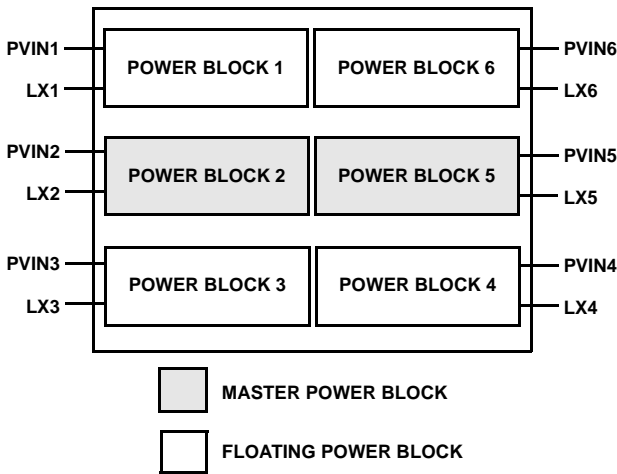 PVIN1
POWER BLOCK 1
POWER BLOCK 6
PVIN6
LX1
LX6
PVIN2
POWER BLOCK 2
POWER BLOCK 5
PVIN5
LX2
LX5
PVIN3
POWER BLOCK 3
POWER BLOCK 4
PVIN4
LX3
LX4
MASTER POWER BLOCK
FLOATING POWER BLOCK